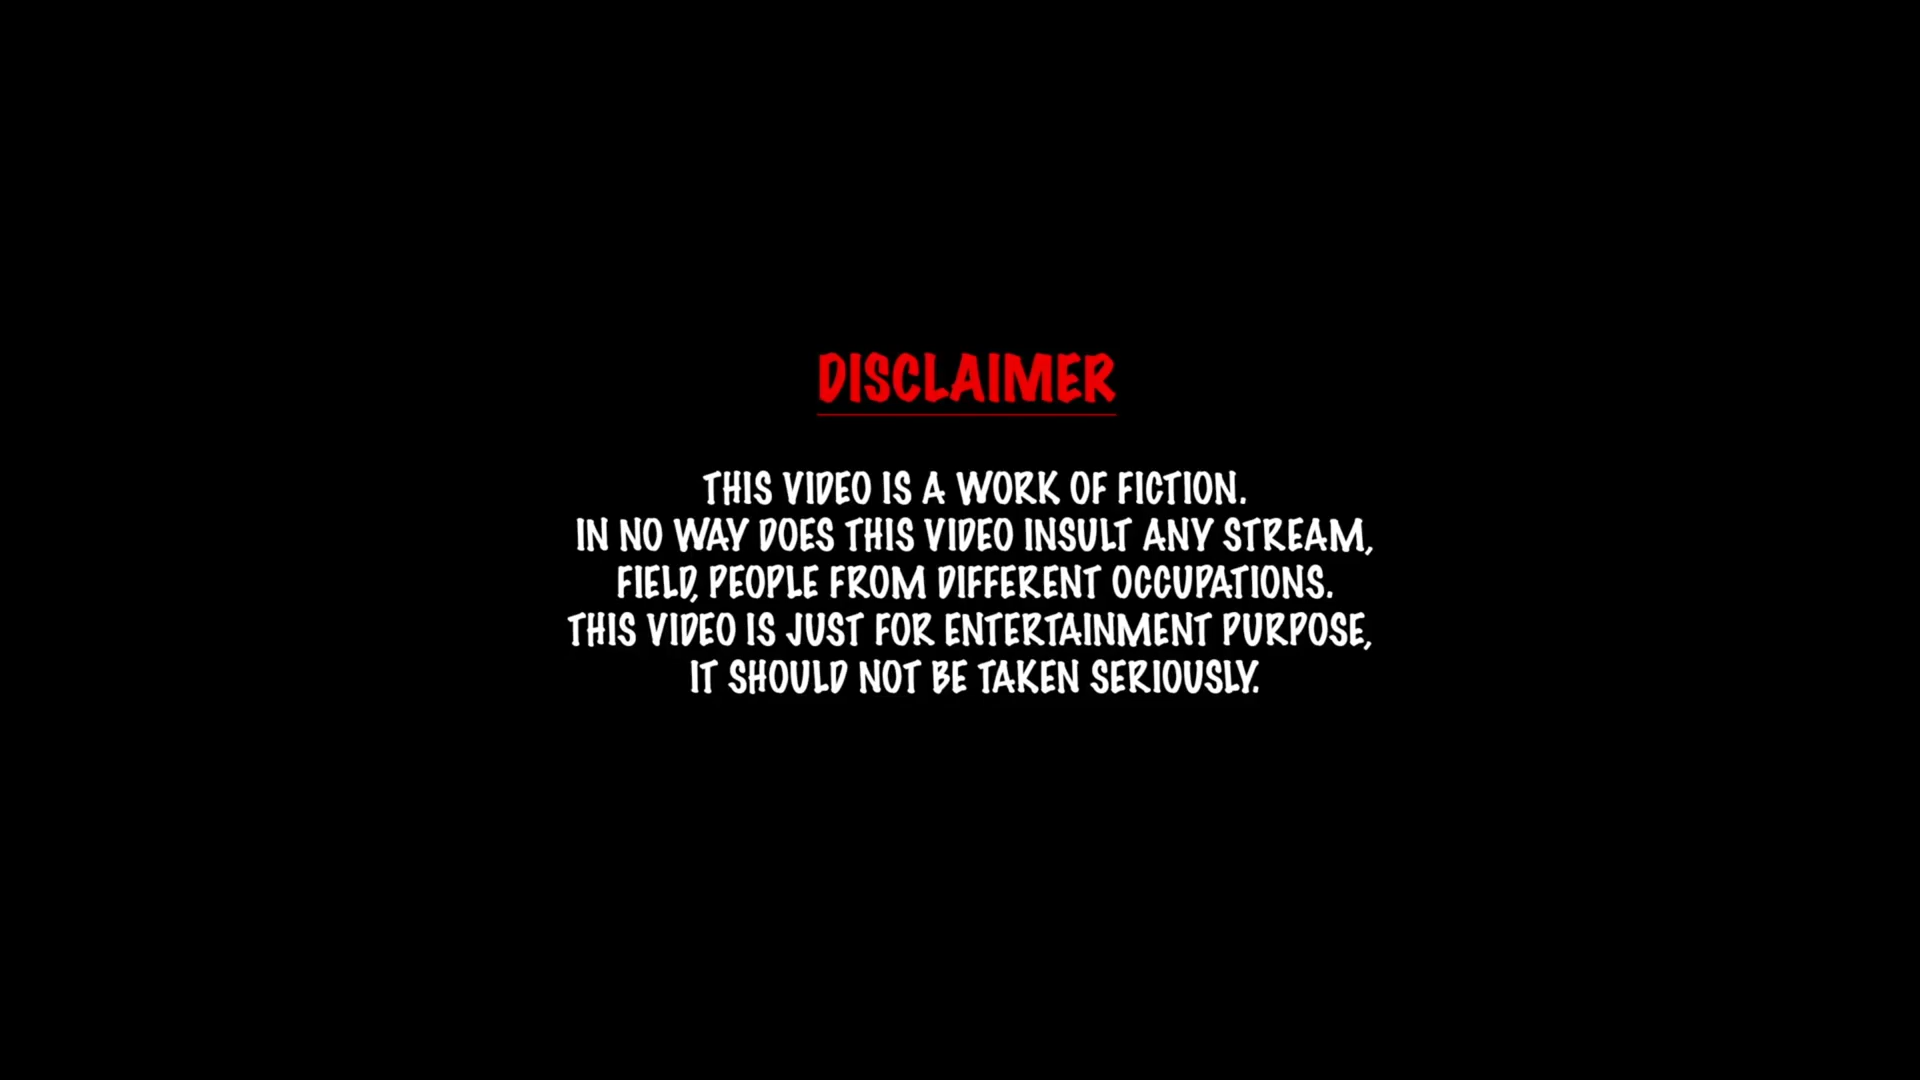 DISCLAIMER
THIS VIDEO IS A WORK OF FICTION.
IN NO WAY DOES THIS VIDEO INSULT ANY STREAM,
FIELD, PEOPLE FROM DIFFERENT OCCUPATIONS.
THIS VIDEO IS JUST FOR ENTERTAINMENT PURPOSE,
IT SHOULD NOT BE TAKEN SERIOUSLY.